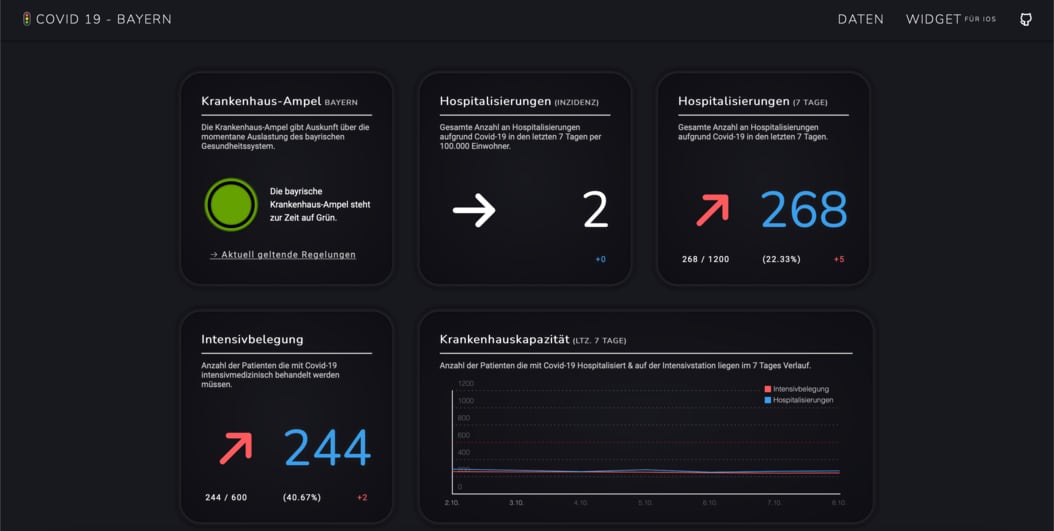 COVID 19 - BAYERN
DATEN
WIDGET FÜR IOS
Krankenhaus-Ampel BAYERN
Die Krankenhaus-Ampel gibt Auskunft über die
momentane Auslastung des bayrischen
Gesundheitssystem.
Die bayrische
Krankenhaus-Ampel steht
zur Zeit auf Grün.
→ Aktuell geltende Regelungen
Hospitalisierungen (INZIDENZ)
Gesamte Anzahl an Hospitalisierungen
aufgrund Covid-19 in den letzten 7 Tagen per
100.000 Einwohner.
2
+0
Hospitalisierungen (7 TAGE)
Gesamte Anzahl an Hospitalisierungen
aufgrund Covid-19 in den letzten 7 Tagen.
268
268 / 1200 (22.33%) +5
Intensivbelegung
Anzahl der Patienten die mit Covid-19
intensivmedizinisch behandelt werden
müssen.
244
244 / 600 (40.67%) +2
Krankenhauskapazität (LTZ. 7 TAGE)
Anzahl der Patienten die mit Covid-19 Hospitalisiert & auf der Intensivstation liegen im 7 Tages Verlauf.
Intensivbelegung
Hospitalisierungen
1200
1000
800
600
400
200
0
2.10. 3.10. 4.10. 5.10. 6.10. 7.10. 8.10.